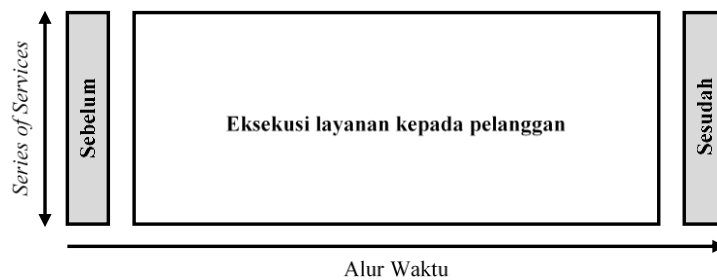 Series of Services
Sebelum
Eksekusi layanan kepada pelanggan
Sesudah
Alur Waktu